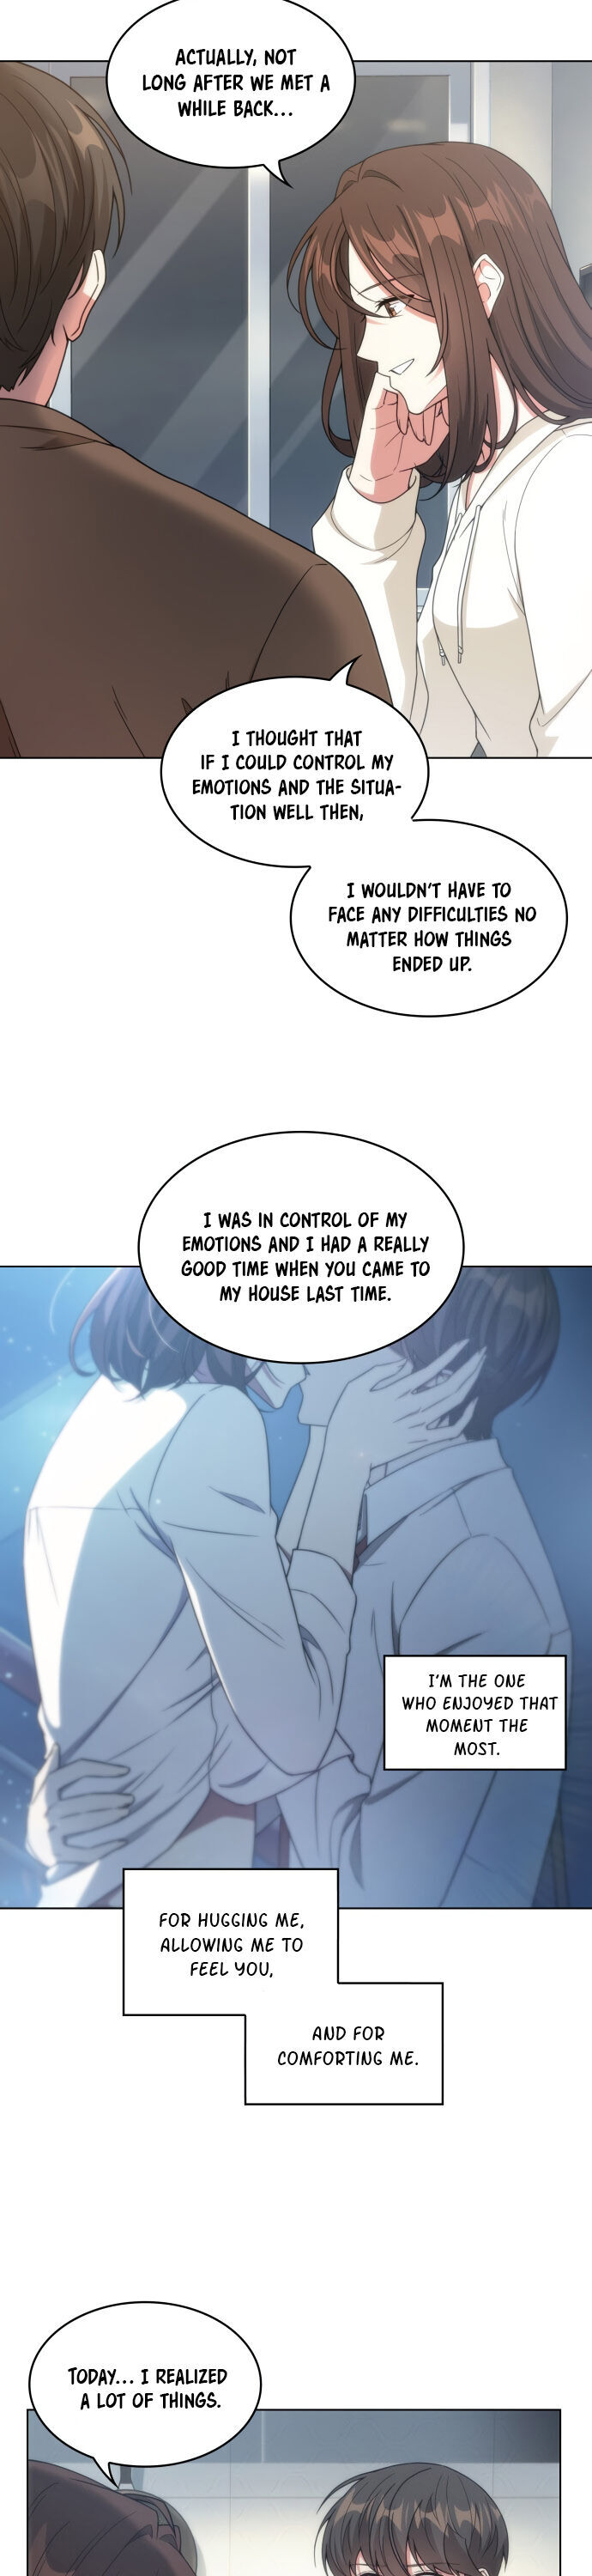 ACTUALLY, NOT
LONG AFTER WE MET A
WHILE BACK...
I THOUGHT THAT
IF I COULD CONTROL MY
EMOTIONS AND THE SITUA-
TION WELL THEN,
I WOULDN'T HAVE TO
FACE ANY DIFFICULTIES NO
MATTER HOW THINGS
ENDED UP.
I WAS IN CONTROL OF MY
EMOTIONS AND I HAD A REALLY
GOOD TIME WHEN YOU CAME TO
MY HOUSE LAST TIME.
I'M THE ONE
WHO ENJOYED THAT
MOMENT THE
MOST.
FOR HUGGING ME,
ALLOWING ME TO
FEEL YOU,
AND FOR
COMFORTING ME.
TODAY... I REALIZED
A LOT OF THINGS.